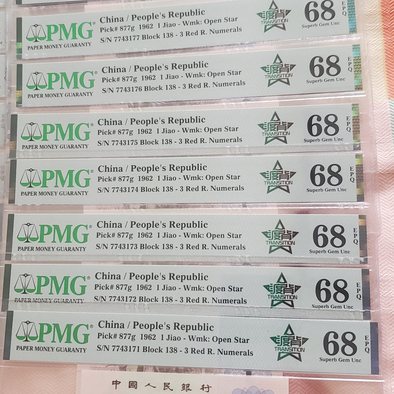 PMG
PAPER MONEY GUARANTY
China / People's Republic
Pick# 877g 1962 1 Jiao - Wmk: Open Star
S/N 7743177 Block 138 - 3 Red R. Numerals
TRANSITION
68 EPQ
Superb Gem Unc
PMG
PAPER MONEY GUARANTY
China / People's Republic
Pick# 877g 1962 1 Jiao - Wmk: Open Star
S/N 7743176 Block 138 - 3 Red R. Numerals
TRANSITION
68 EPQ
Superb Gem Unc
PMG
PAPER MONEY GUARANTY
China / People's Republic
Pick# 877g 1962 1 Jiao - Wmk: Open Star
S/N 7743175 Block 138 - 3 Red R. Numerals
TRANSITION
68 EPQ
Superb Gem Unc
PMG
PAPER MONEY GUARANTY
China / People's Republic
Pick# 877g 1962 1 Jiao - Wmk: Open Star
S/N 7743174 Block 138 - 3 Red R. Numerals
TRANSITION
68 EPQ
Superb Gem Unc
PMG
PAPER MONEY GUARANTY
China / People's Republic
Pick# 877g 1962 1 Jiao - Wmk: Open Star
S/N 7743173 Block 138 - 3 Red R. Numerals
TRANSITION
68 EPQ
Superb Gem Unc
PMG
PAPER MONEY GUARANTY
China / People's Republic
Pick# 877g 1962 1 Jiao - Wmk: Open Star
S/N 7743172 Block 138 - 3 Red R. Numerals
TRANSITION
68 EPQ
Superb Gem Unc
PMG
PAPER MONEY GUARANTY
China / People's Republic
Pick# 877g 1962 1 Jiao - Wmk: Open Star
S/N 7743171 Block 138 - 3 Red R. Numerals
TRANSITION
68 EPQ
Superb Gem Unc
中國人民銀行